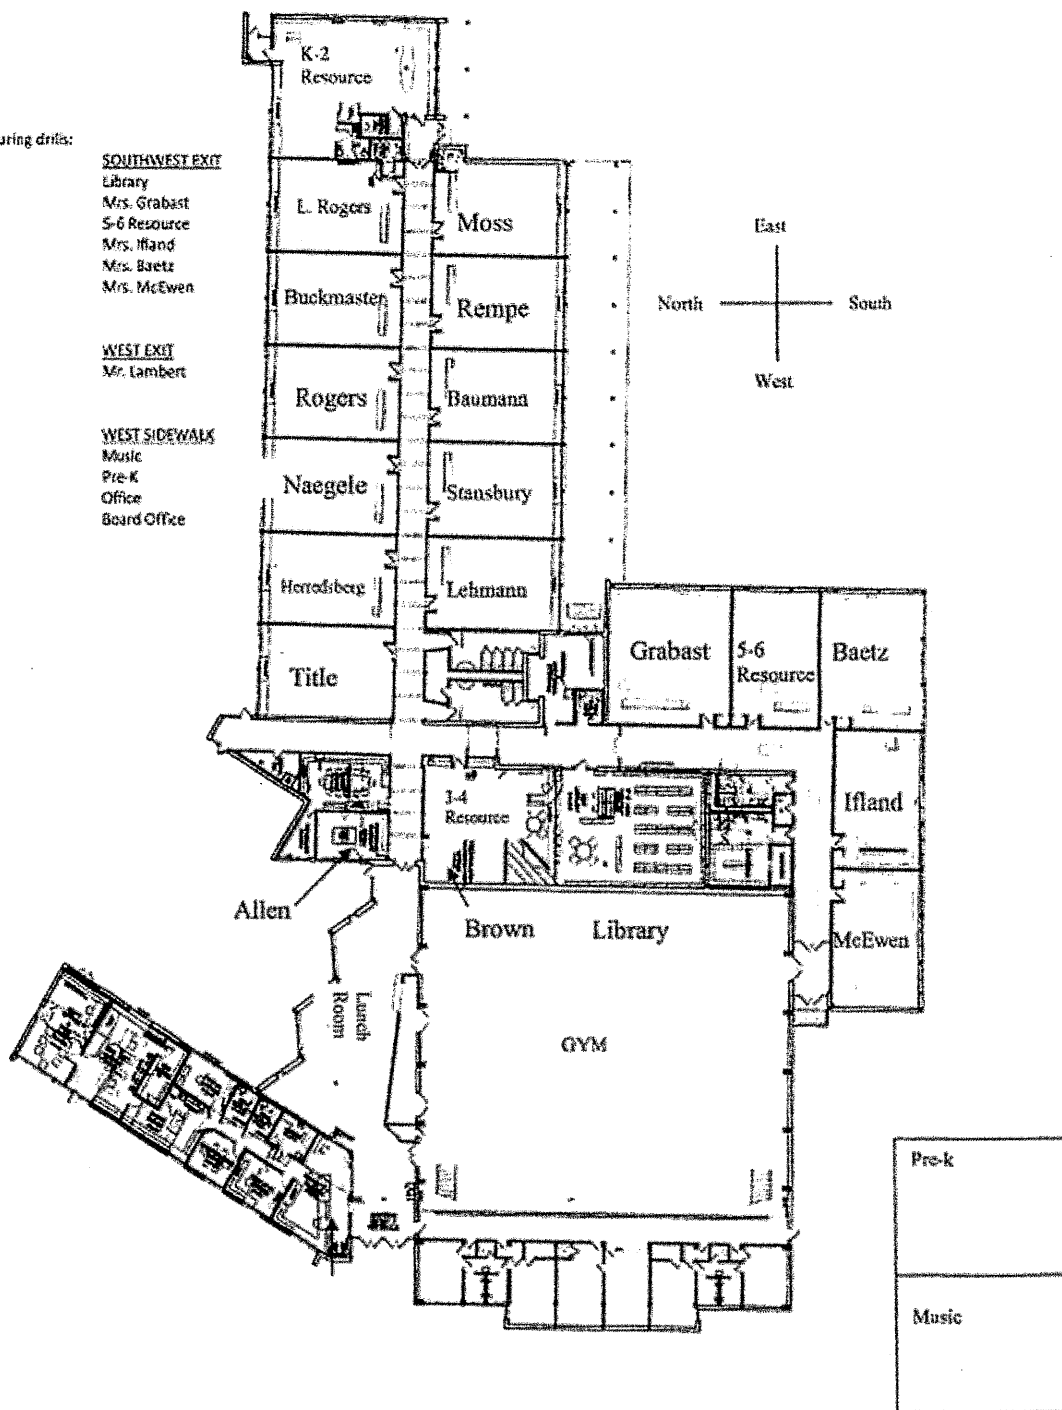 K-2
Resource
uring drills:
SOUTHWEST EXIT
Library
Mrs. Grabast
5-6 Resource
Mrs. Ifland
Mrs. Baetz
Mrs. McEwen
WEST EXIT
Mr. Lambert
WEST SIDEWALK
Music
Pre-K
Office
Board Office
L. Rogers
Moss
Buckmaster
Rempe
Rogers
Baumann
Naegele
Stansbury
Herredsberg
Lehmann
Title
East
North
South
West
Grabast
5-6
Resource
Baetz
3-4
Resource
Ifland
Allen
Brown
Library
McEwen
Lunch
Room
GYM
Pre-k
Music